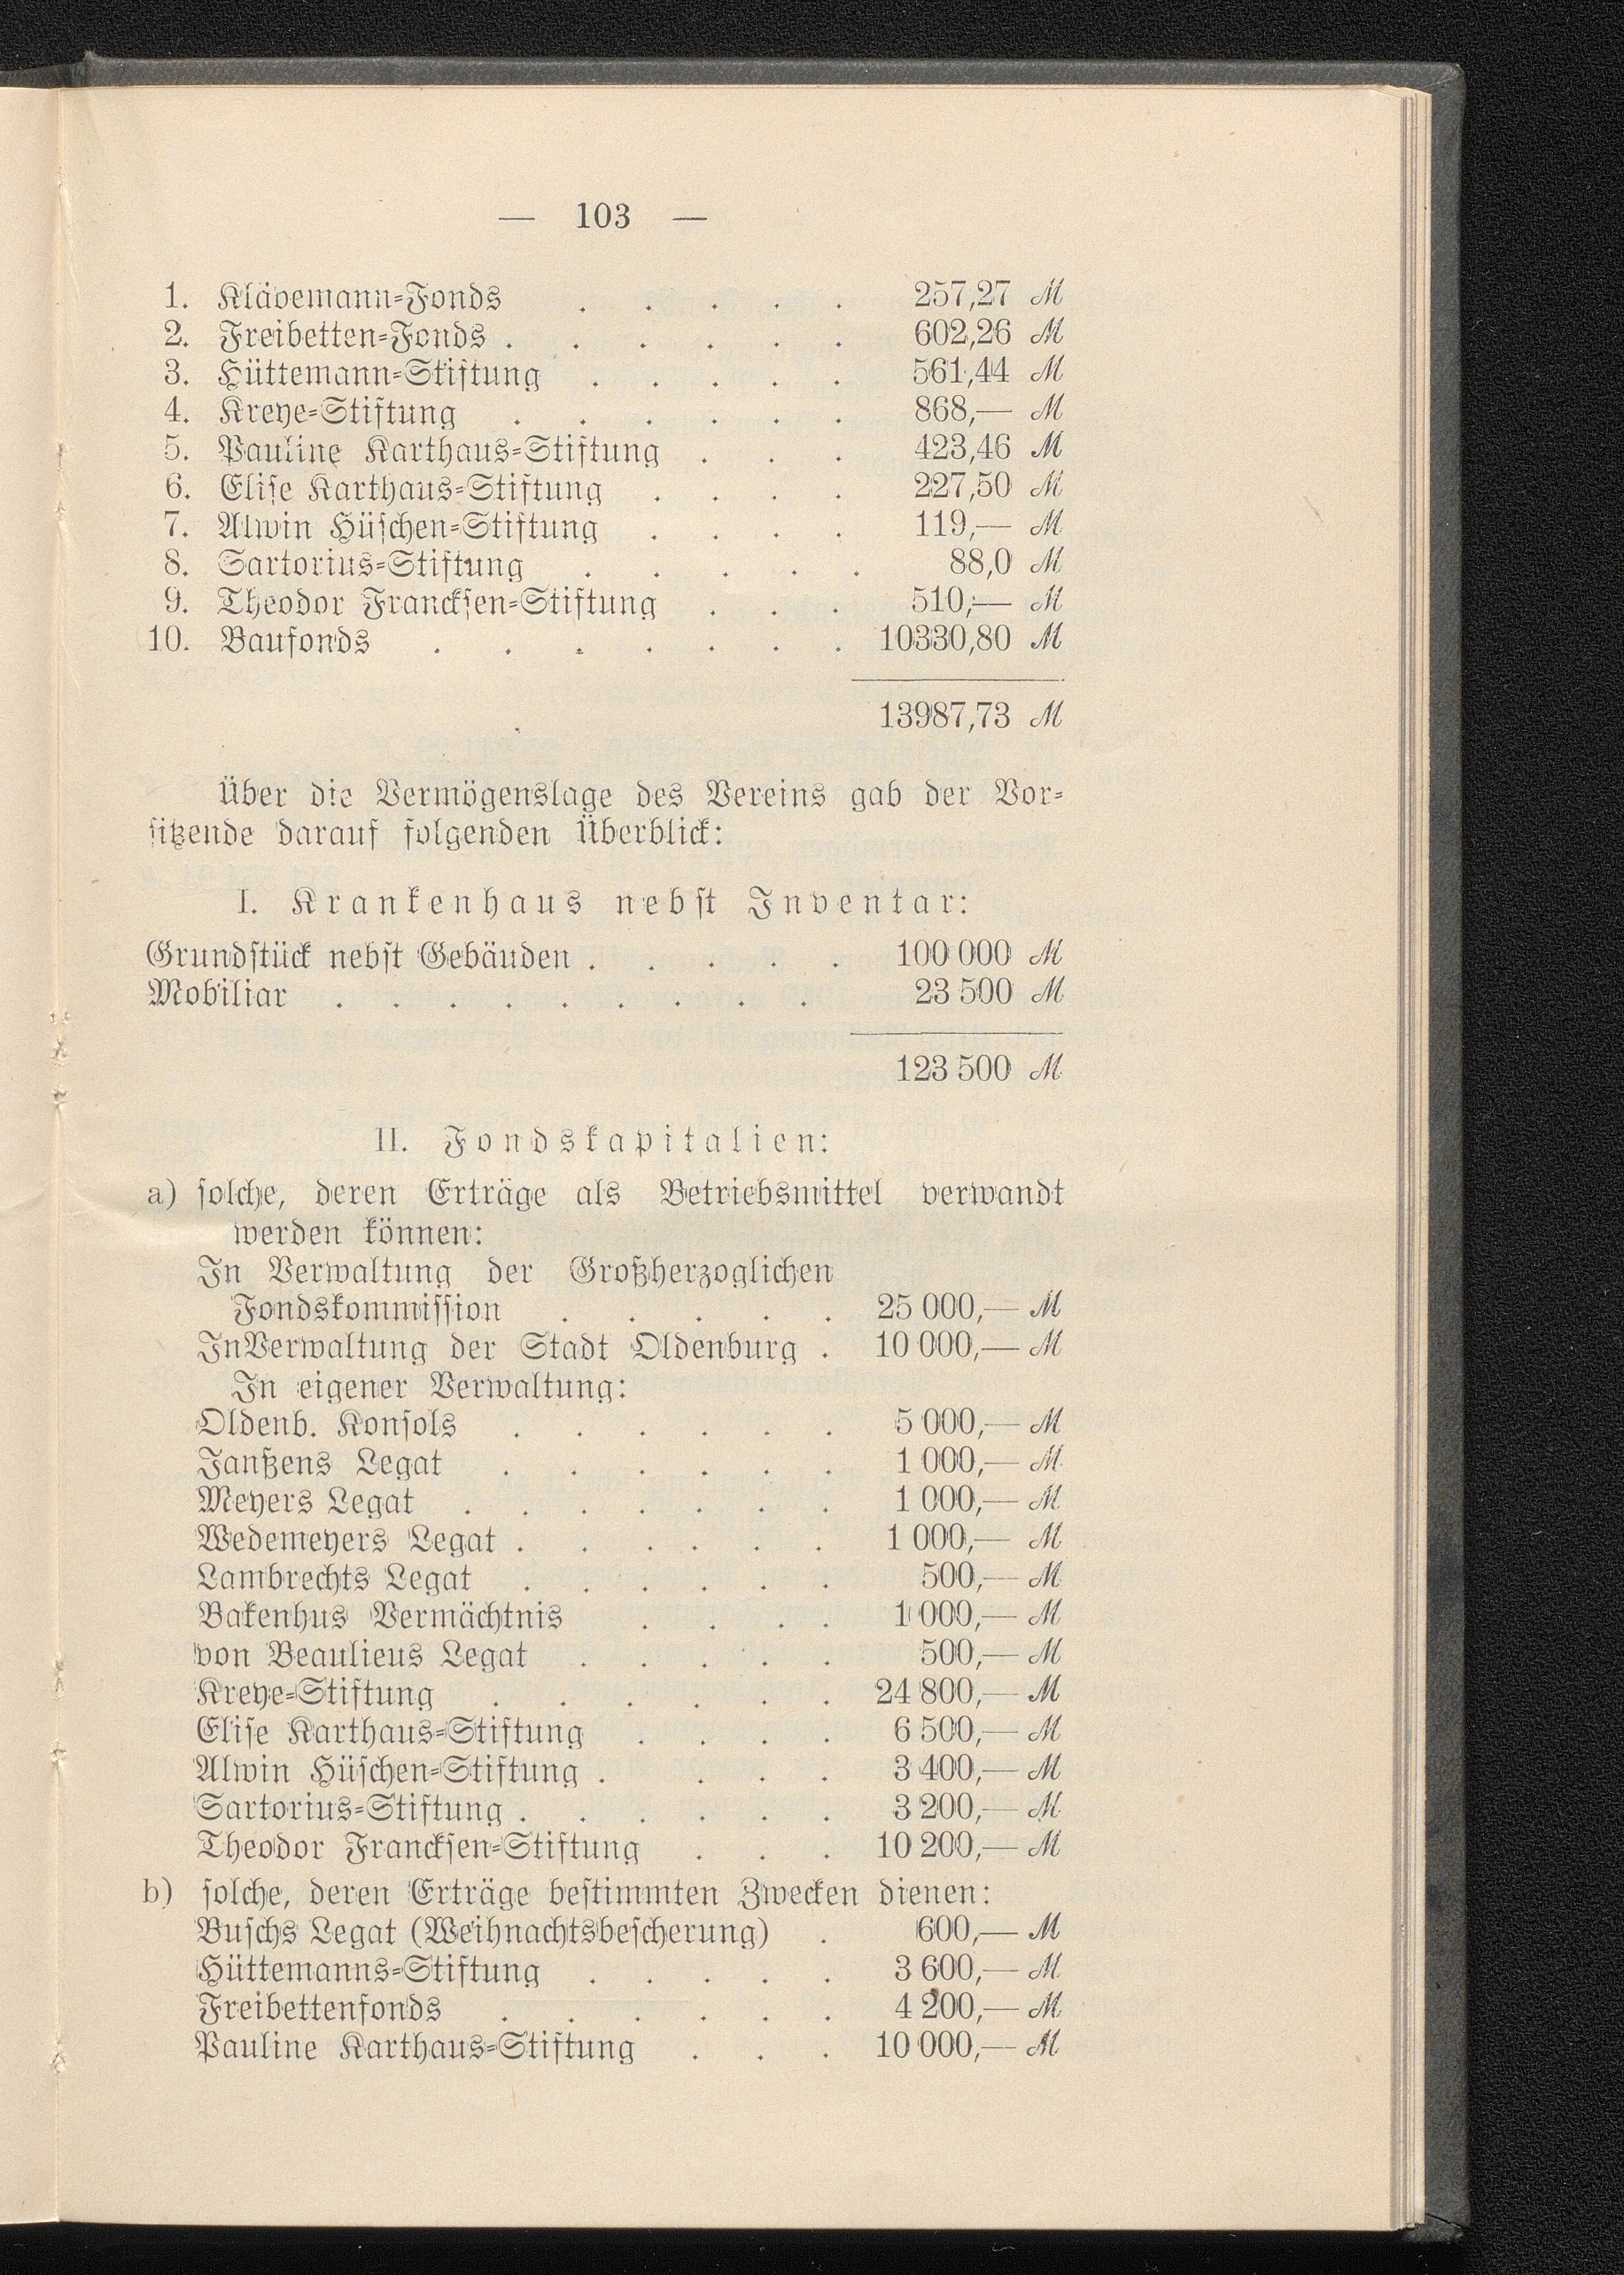 — 103 —
1. Klävemann-Fonds . . . . . 257,27 M
2. Freibetten-Fonds . . . . . . 602,26 M
3. Hüttemann-Stiftung . . . . . 561,44 M
4. Kreye-Stiftung . . . . . . 868,— M
5. Pauline Karthaus-Stiftung . . . 423,46 M
6. Elise Karthaus-Stiftung . . . . 227,50 M
7. Alwin Hüschen-Stiftung . . . . 119,— M
8. Sartorius-Stiftung . . . . . 88,0 M
9. Theodor Francksen-Stiftung . . . 510,— M
10. Baufonds . . . . . . . 10330,80 M
13987,73 M
Über die Vermögenslage des Vereins gab der Vor-
sitzende darauf folgenden Überblick:
I. Krankenhaus nebst Inventar:
Grundstück nebst Gebäuden . . . . . 100 000 M
Mobiliar . . . . . . . . . 23 500 M
123 500 M
II. Fondskapitalien:
a) solche, deren Erträge als Betriebsmittel verwandt
werden können:
In Verwaltung der Großherzoglichen
Fondskommission . . . . . 25 000,— M
InVerwaltung der Stadt Oldenburg . 10 000,— M
In eigener Verwaltung:
Oldenb. Konsols . . . . . . 5 000,— M
Janßens Legat . . . . . . 1 000,— M
Meyers Legat . . . . . . . 1 000,— M
Wedemeyers Legat . . . . . . 1 000,— M
Lambrechts Legat . . . . . . 500,— M
Bakenhus Vermächtnis . . . . 1 000,— M
von Beaulieus Legat . . . . . 500,— M
Kreye-Stiftung . . . . . . 24 800,— M
Elise Karthaus-Stiftung . . . . 6 500,— M
Alwin Hüschen-Stiftung . . . . 3 400,— M
Sartorius-Stiftung . . . . . . 3 200,— M
Theodor Francksen-Stiftung . . . 10 200,— M
b) solche, deren Erträge bestimmten Zwecken dienen:
Buschs Legat (Weihnachtsbescherung) . 600,— M
Hüttemanns-Stiftung . . . . . 3 600,— M
Freibettenfonds . . . . . . 4 200,— M
Pauline Karthaus-Stiftung . . . 10 000,— M